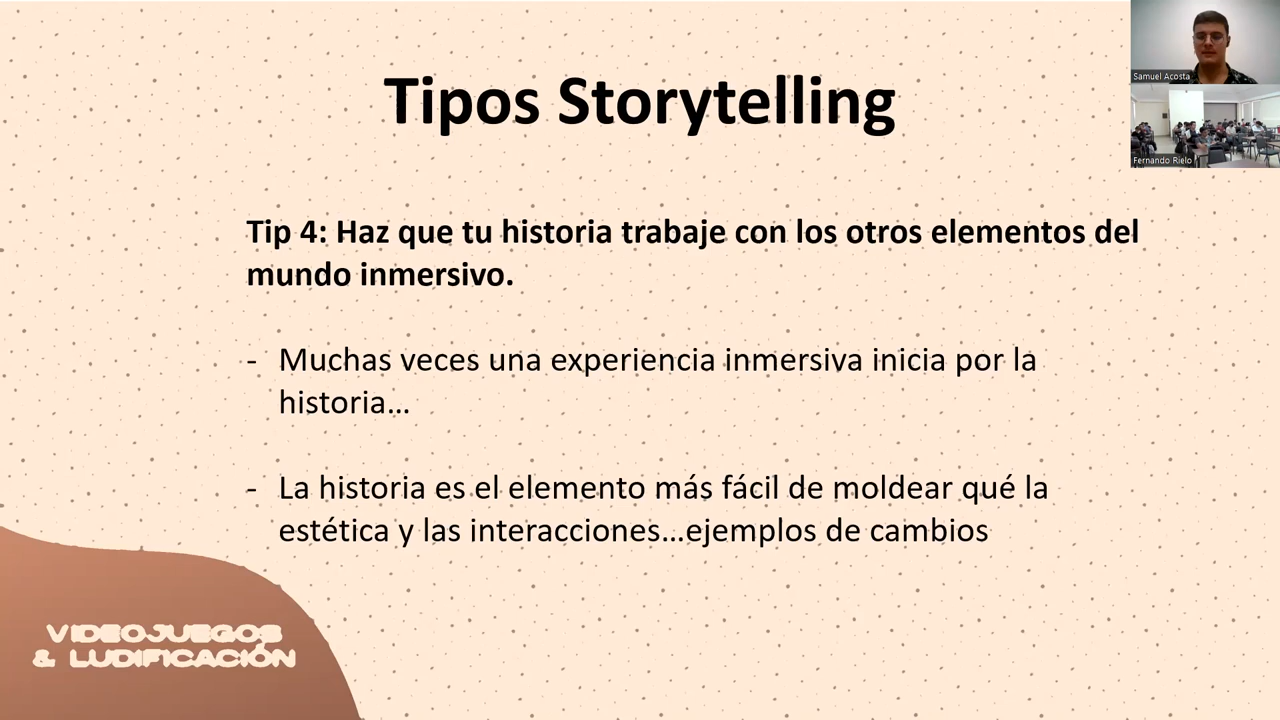 Tipos Storytelling
Samuel Acosta
Fernando Rielo
Tip 4: Haz que tu historia trabaje con los otros elementos del
mundo inmersivo.
- Muchas veces una experiencia inmersiva inicia por la
historia...
- La historia es el elemento más fácil de moldear qué la
estética y las interacciones...ejemplos de cambios
VIDEOJUEGOS
& LUDIFICACIÓN